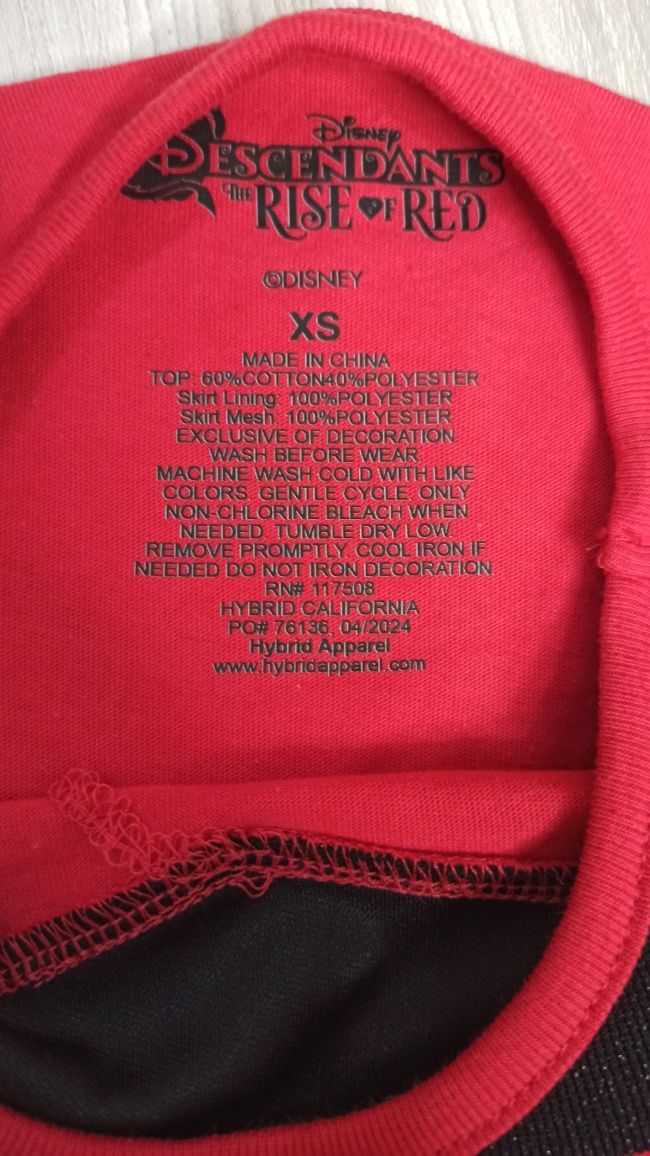 Disney
DESCENDANTS
THE RISE OF RED
©DISNEY
XS
MADE IN CHINA
TOP: 60%COTTON40%POLYESTER
Skirt Lining: 100%POLYESTER
Skirt Mesh: 100%POLYESTER
EXCLUSIVE OF DECORATION
WASH BEFORE WEAR.
MACHINE WASH COLD WITH LIKE
COLORS. GENTLE CYCLE. ONLY
NON-CHLORINE BLEACH WHEN
NEEDED. TUMBLE DRY LOW.
REMOVE PROMPTLY. COOL IRON IF
NEEDED DO NOT IRON DECORATION
RN# 117508
HYBRID CALIFORNIA
PO# 76136, 04/2024
Hybrid Apparel
www.hybridapparel.com